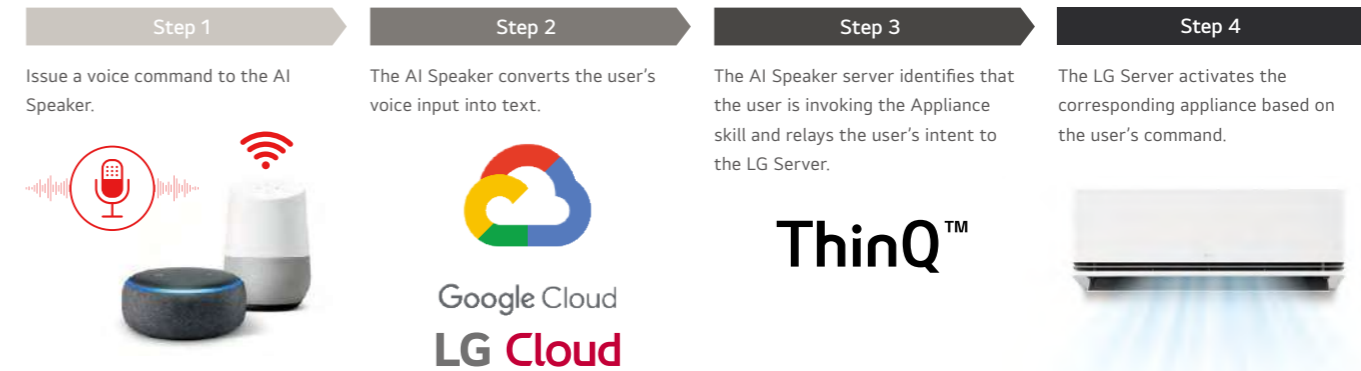 Step 1
Issue a voice command to the AI
Speaker.
Step 2
The AI Speaker converts the user's
voice input into text.
Google Cloud
LG Cloud
Step 3
The AI Speaker server identifies that
the user is invoking the Appliance
skill and relays the user's intent to
the LG Server.
ThinQ™
Step 4
The LG Server activates the
corresponding appliance based on
the user's command.